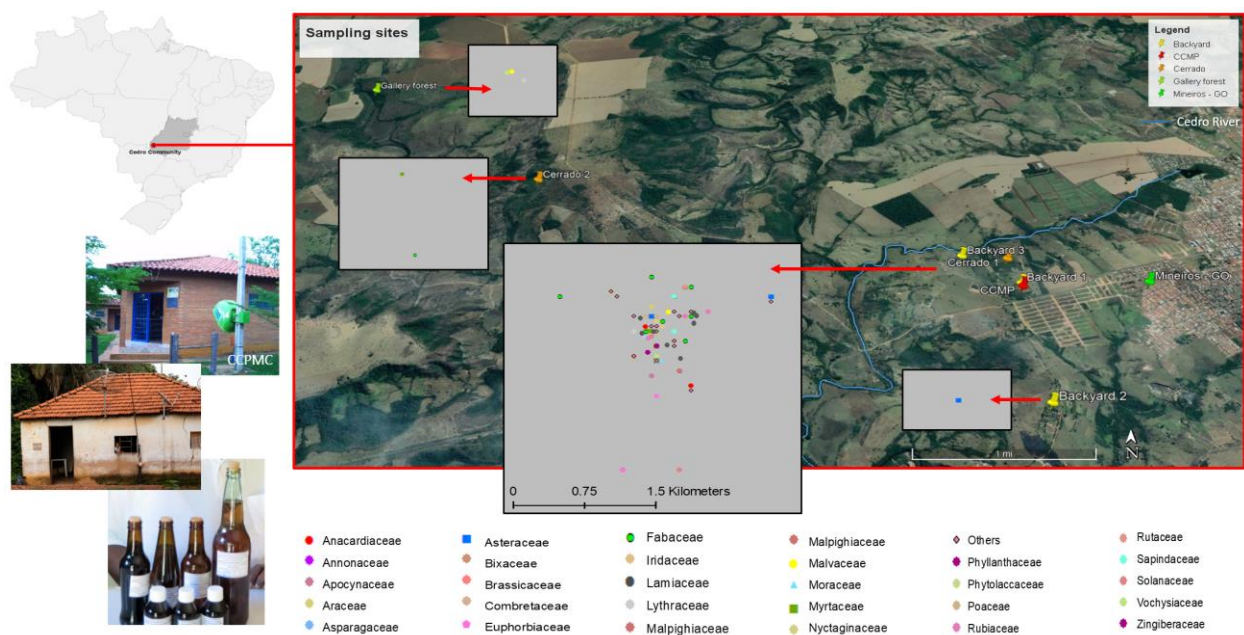 Sampling sites
Legend
Backyard
CCMP
Cerrado
Gallery forest
Mineiros - GO
Cedro River
Gallery forest
Cedro Community
Cerrado 2
Backyard 3
Cerrado 1
Backyard 1
CCMP
Mineiros - GO
Backyard 2
1 mi
N
CCPMC
0 0.75 1.5 Kilometers
Anacardiaceae
Annonaceae
Apocynaceae
Araceae
Asparagaceae
Asteraceae
Bixaceae
Brassicaceae
Combretaceae
Euphorbiaceae
Fabaceae
Iridaceae
Lamiaceae
Lythraceae
Malpighiaceae
Malpighiaceae
Malvaceae
Moraceae
Myrtaceae
Nyctaginaceae
Others
Phyllanthaceae
Phytolaccaceae
Poaceae
Rubiaceae
Rutaceae
Sapindaceae
Solanaceae
Vochysiaceae
Zingiberaceae